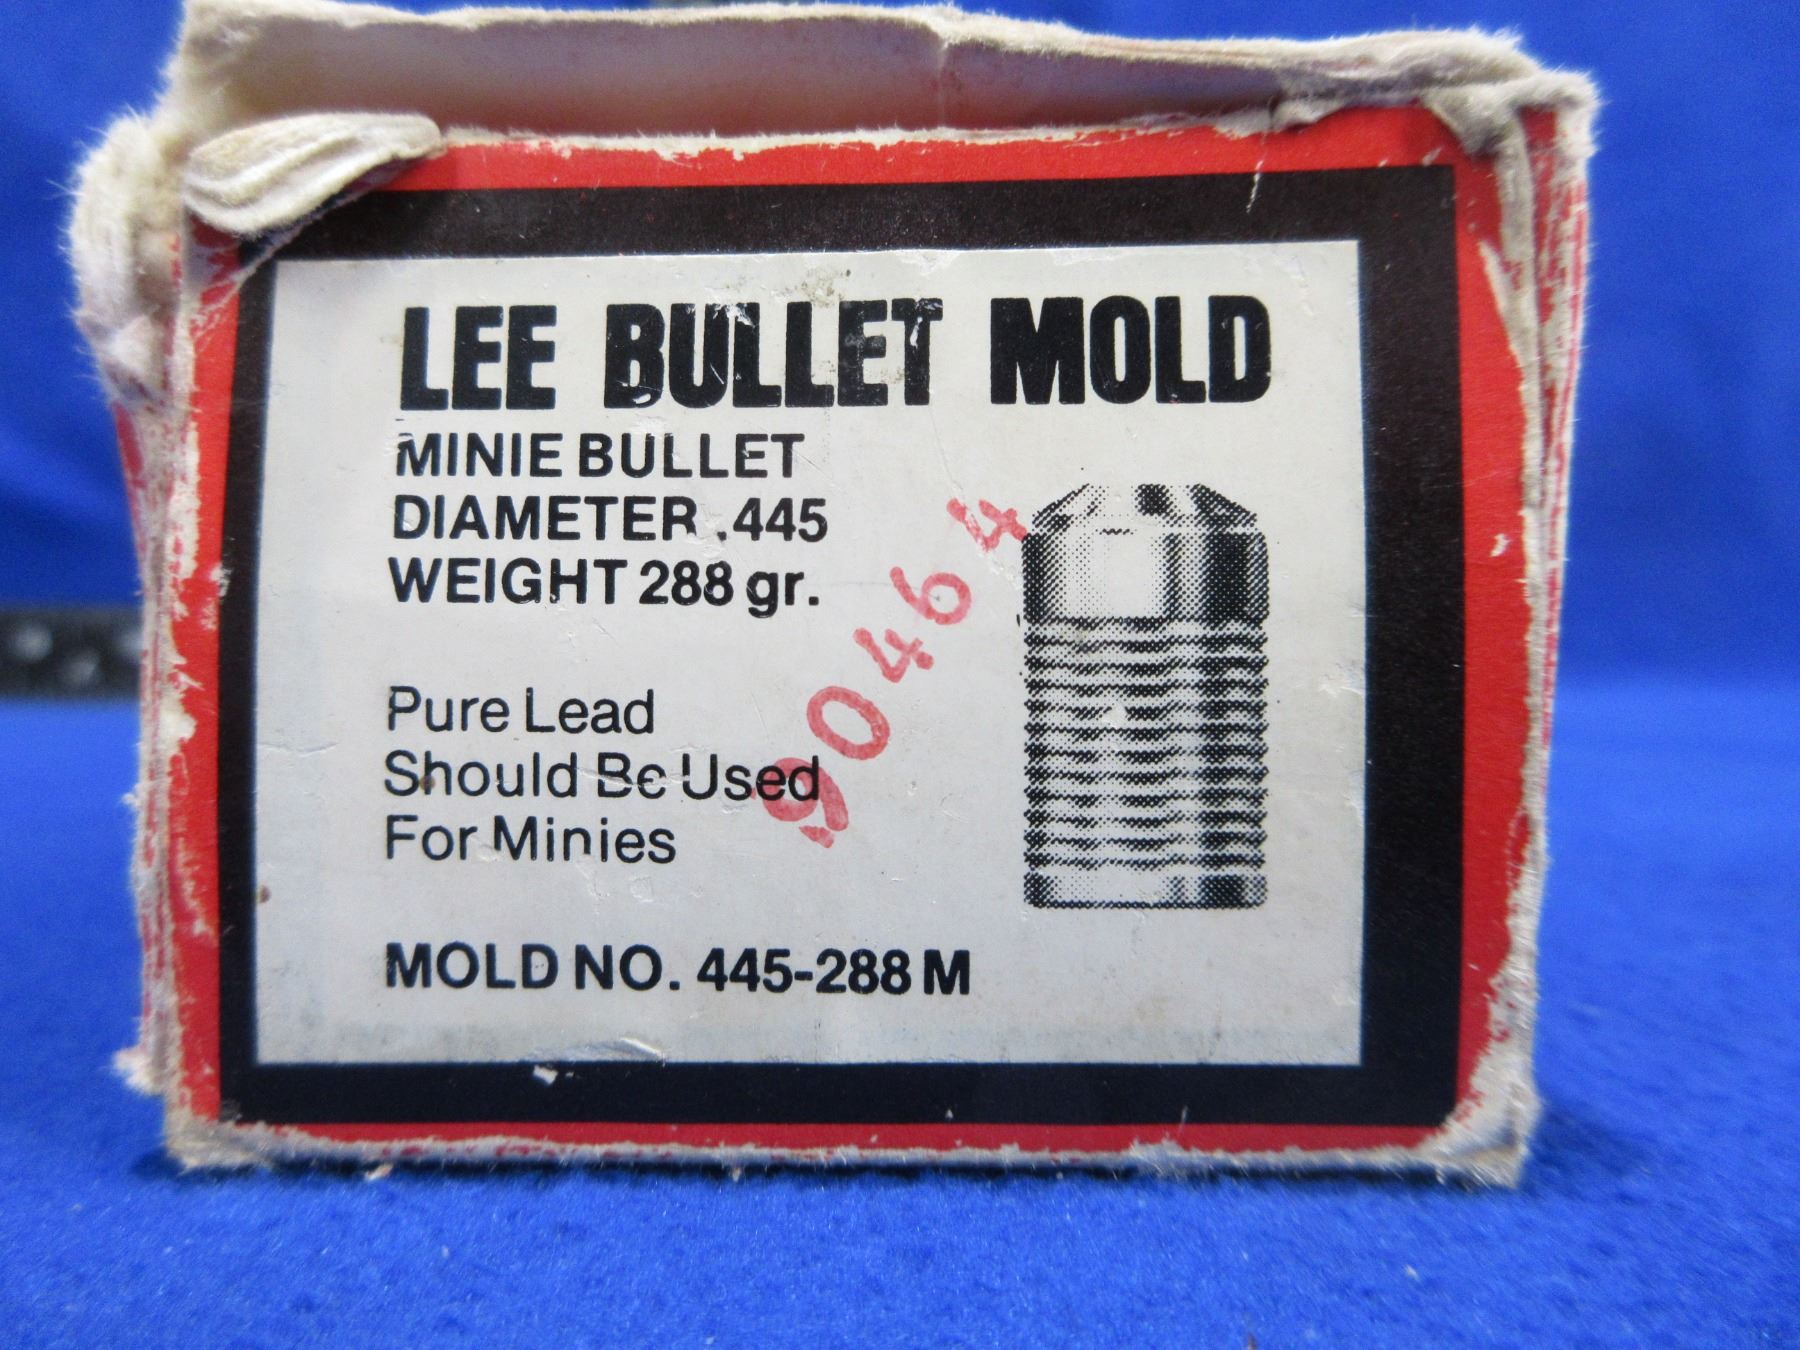 LEE BULLET MOLD
MINIE BULLET
DIAMETER .445
WEIGHT 288 gr.
Pure Lead
Should Be Used
For Minies
90464
MOLD NO. 445-288 M